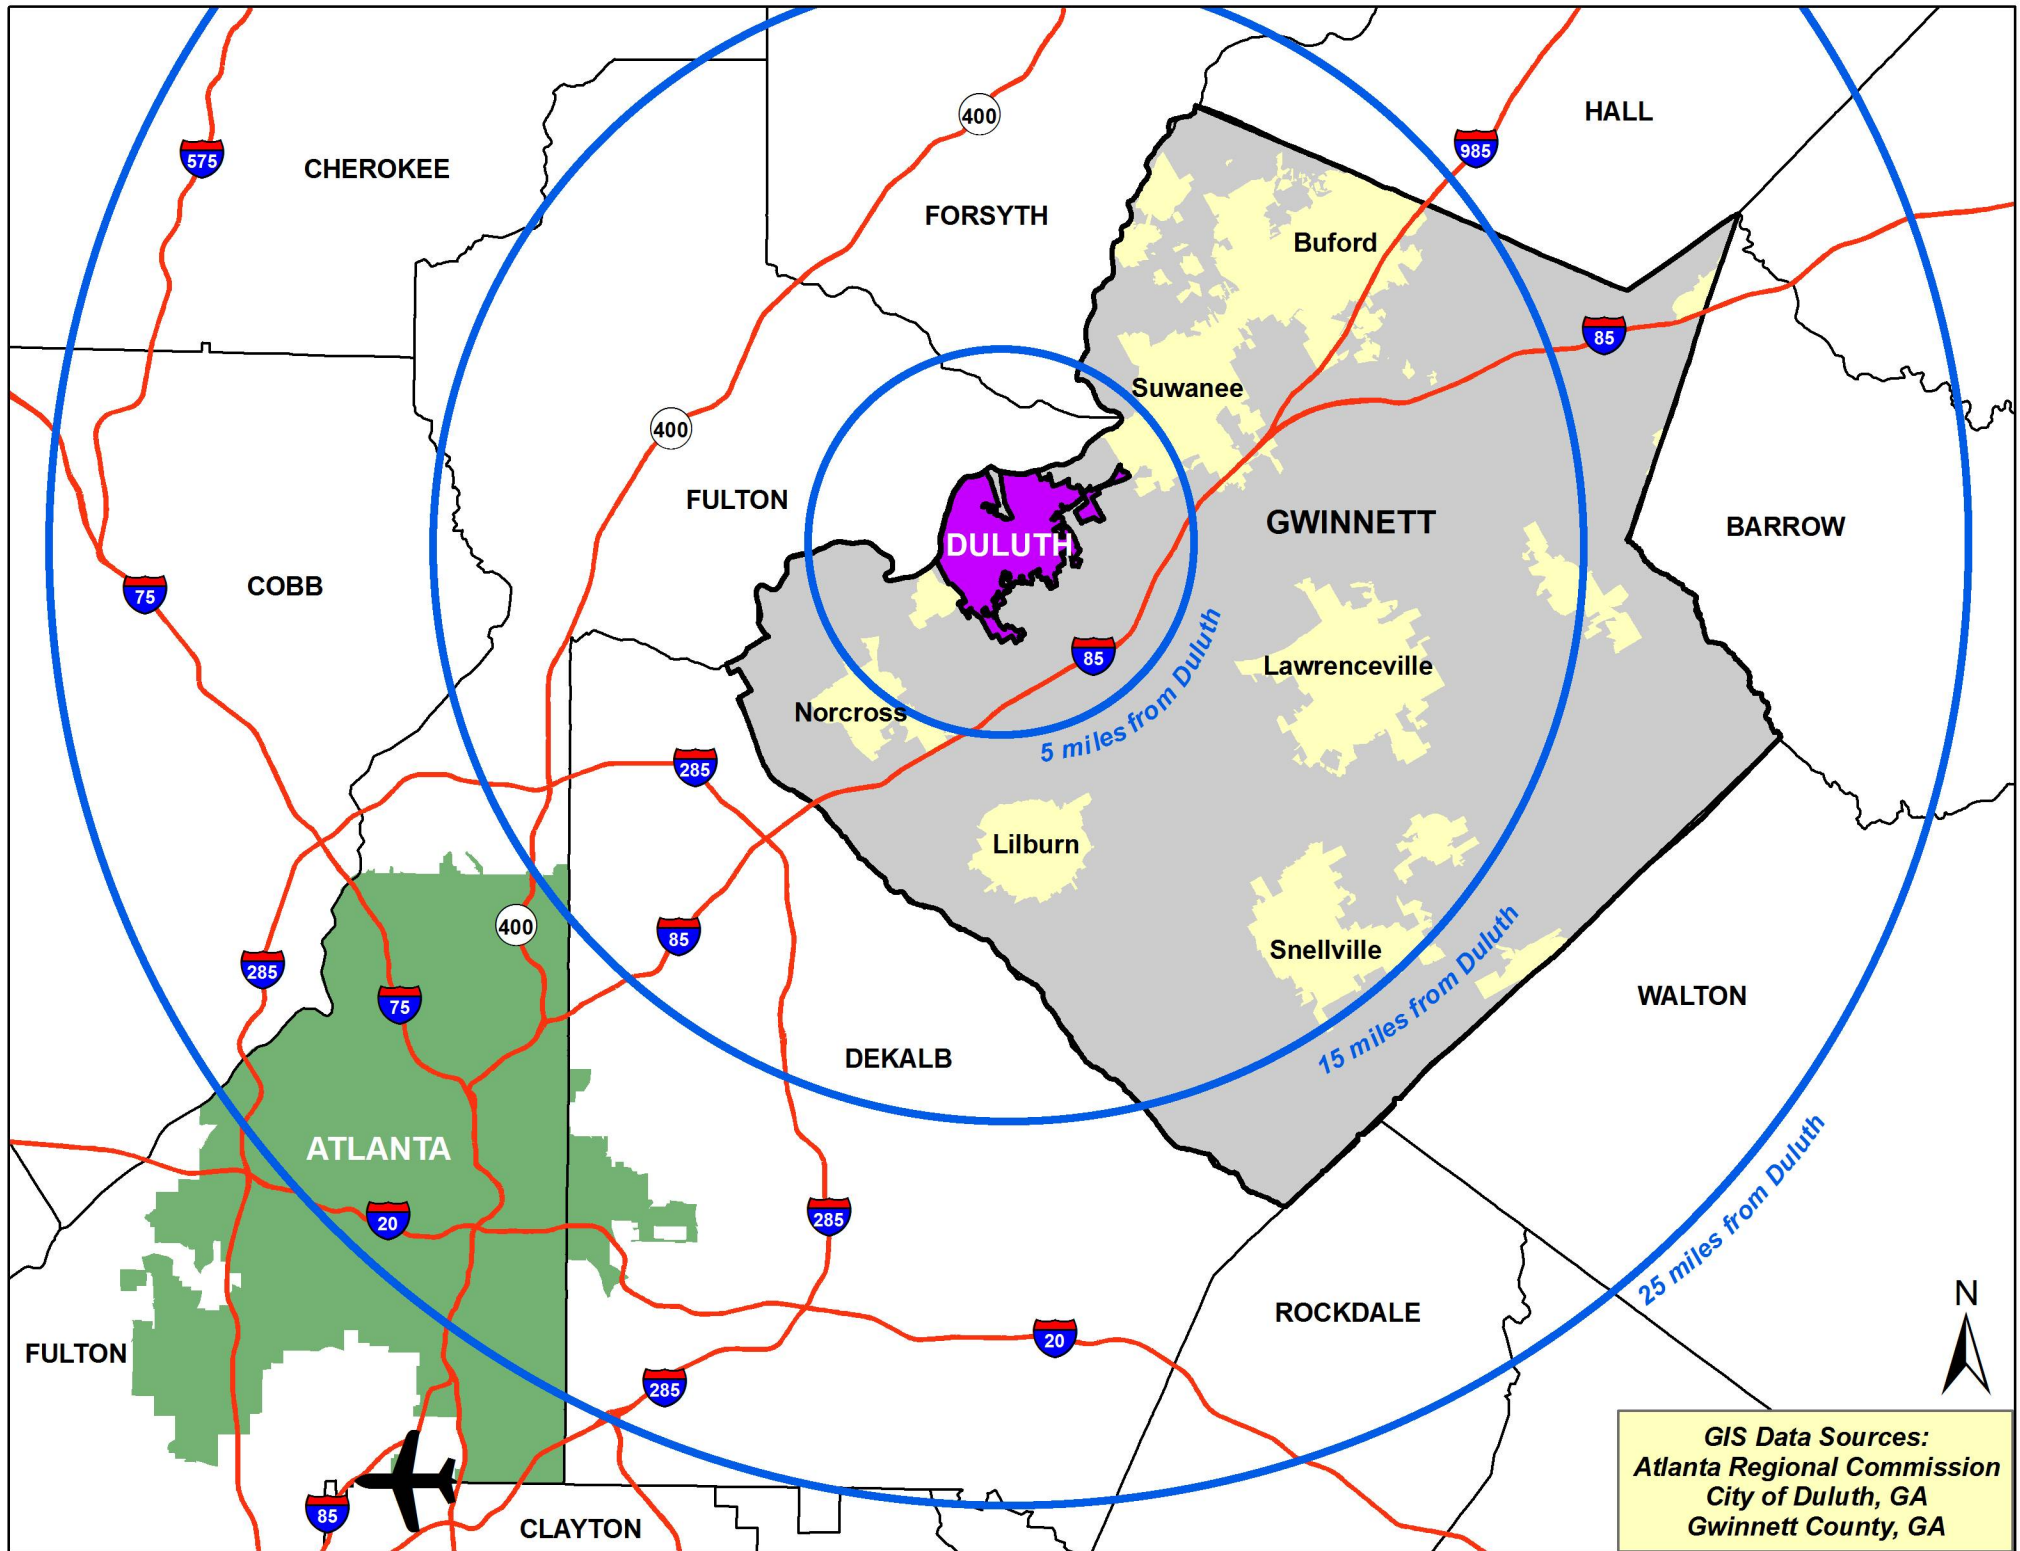 400
HALL
985
575
CHEROKEE
FORSYTH
Buford
85
Suwanee
400
FULTON
GWINNETT
BARROW
DULUTH
COBB
75
85
5 miles from Duluth
Lawrenceville
Norcross
285
Lilburn
400
85
285
75
Snellville
15 miles from Duluth
WALTON
DEKALB
ATLANTA
20
285
25 miles from Duluth
N
ROCKDALE
20
FULTON
285
85
CLAYTON
GIS Data Sources:
Atlanta Regional Commission
City of Duluth, GA
Gwinnett County, GA